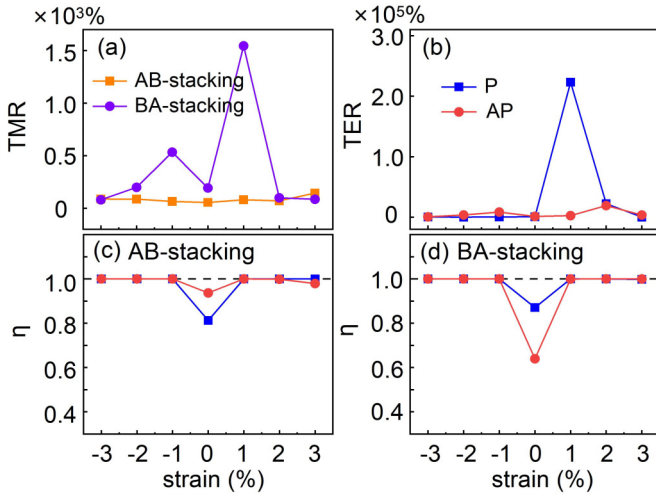 ×10³%
(a)
AB-stacking
BA-stacking
TMR
1.5
1.0
0.5
0
×10⁵%
(b)
P
AP
TER
3.0
2.0
1.0
0
(c) AB-stacking
η
1.0
0.8
0.6
0.4
-3 -2 -1 0 1 2 3
strain (%)
(d) BA-stacking
η
1.0
0.8
0.6
0.4
-3 -2 -1 0 1 2 3
strain (%)